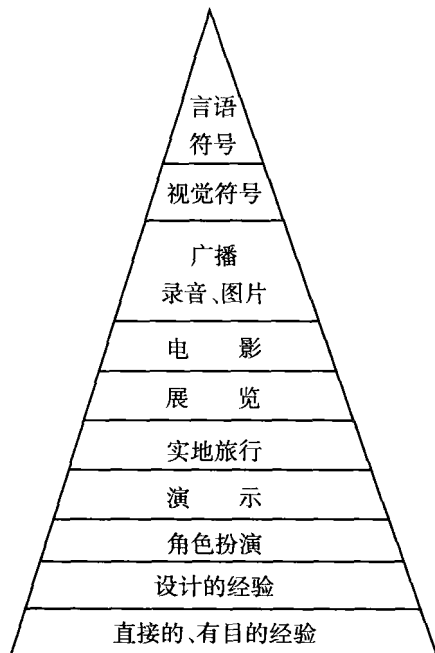 言语
符号
视觉符号
广播
录音、图片
电 影
展 览
实地旅行
演 示
角色扮演
设计的经验
直接的、有目的经验